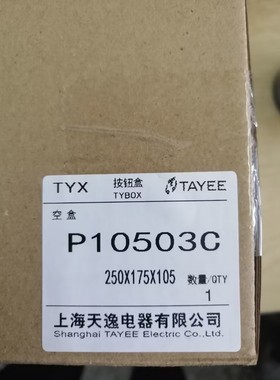 TYX 按钮盒 TAYEE
TYBOX
空盒
P10503C
250X175X105 数量/QTY
1
上海天逸电器有限公司
Shanghai TAYEE Electric Co.,Ltd.